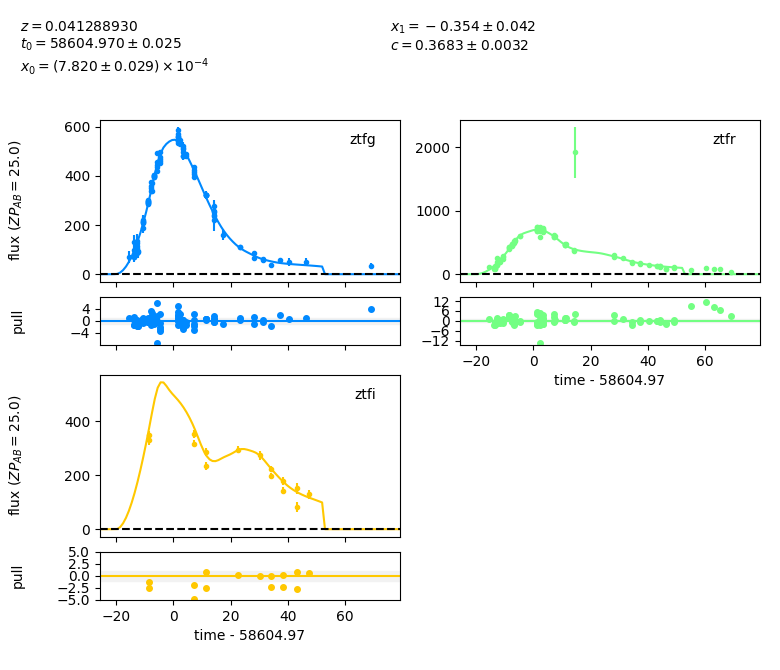 z = 0.041288930
t₀ = 58604.970 ± 0.025
x₀ = (7.820 ± 0.029) × 10⁻⁴
x₁ = −0.354 ± 0.042
c = 0.3683 ± 0.0032
flux (ZP_AB = 25.0)
600
400
200
0
ztfg
pull
4
0
−4
2000
1000
0
ztfr
12
6
0
−6
−12
−20 0 20 40 60
time - 58604.97
flux (ZP_AB = 25.0)
400
200
0
ztfi
pull
5.0
2.5
0.0
−2.5
−5.0
−20 0 20 40 60
time - 58604.97